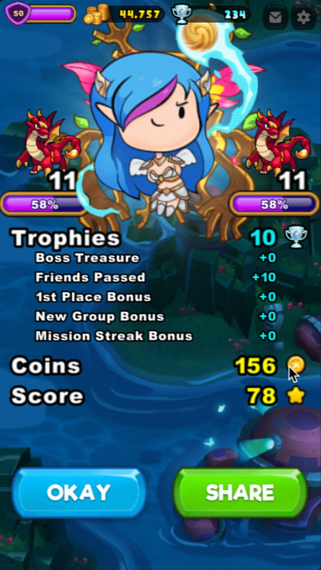 50 44,757 234
11 11
58% 58%
Trophies 10
Boss Treasure +0
Friends Passed +10
1st Place Bonus +0
New Group Bonus +0
Mission Streak Bonus +0
Coins 156
Score 78
OKAY SHARE